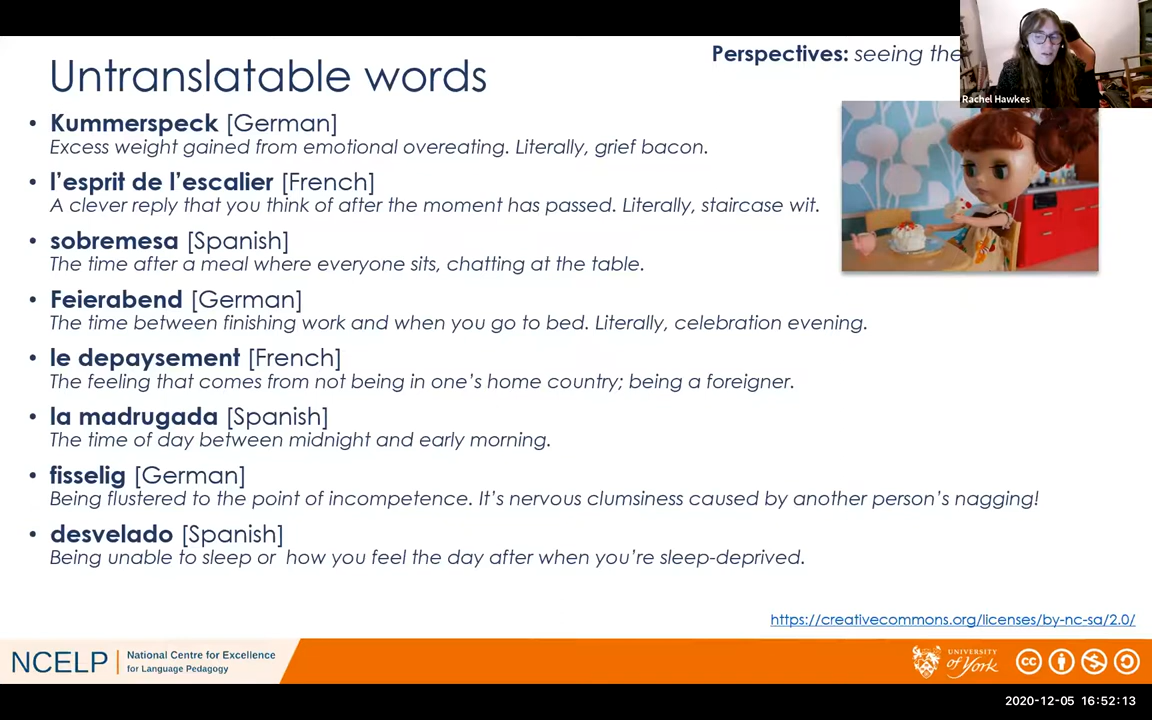 Perspectives: seeing the
Rachel Hawkes
Untranslatable words
• Kummerspeck [German]
Excess weight gained from emotional overeating. Literally, grief bacon.
• l’esprit de l’escalier [French]
A clever reply that you think of after the moment has passed. Literally, staircase wit.
• sobremesa [Spanish]
The time after a meal where everyone sits, chatting at the table.
• Feierabend [German]
The time between finishing work and when you go to bed. Literally, celebration evening.
• le depaysement [French]
The feeling that comes from not being in one’s home country; being a foreigner.
• la madrugada [Spanish]
The time of day between midnight and early morning.
• fisselig [German]
Being flustered to the point of incompetence. It’s nervous clumsiness caused by another person’s nagging!
• desvelado [Spanish]
Being unable to sleep or  how you feel the day after when you’re sleep-deprived.
https://creativecommons.org/licenses/by-nc-sa/2.0/
NCELP
National Centre for Excellence
for Language Pedagogy
UNIVERSITY
of York
cc
2020-12-05 16:52:13